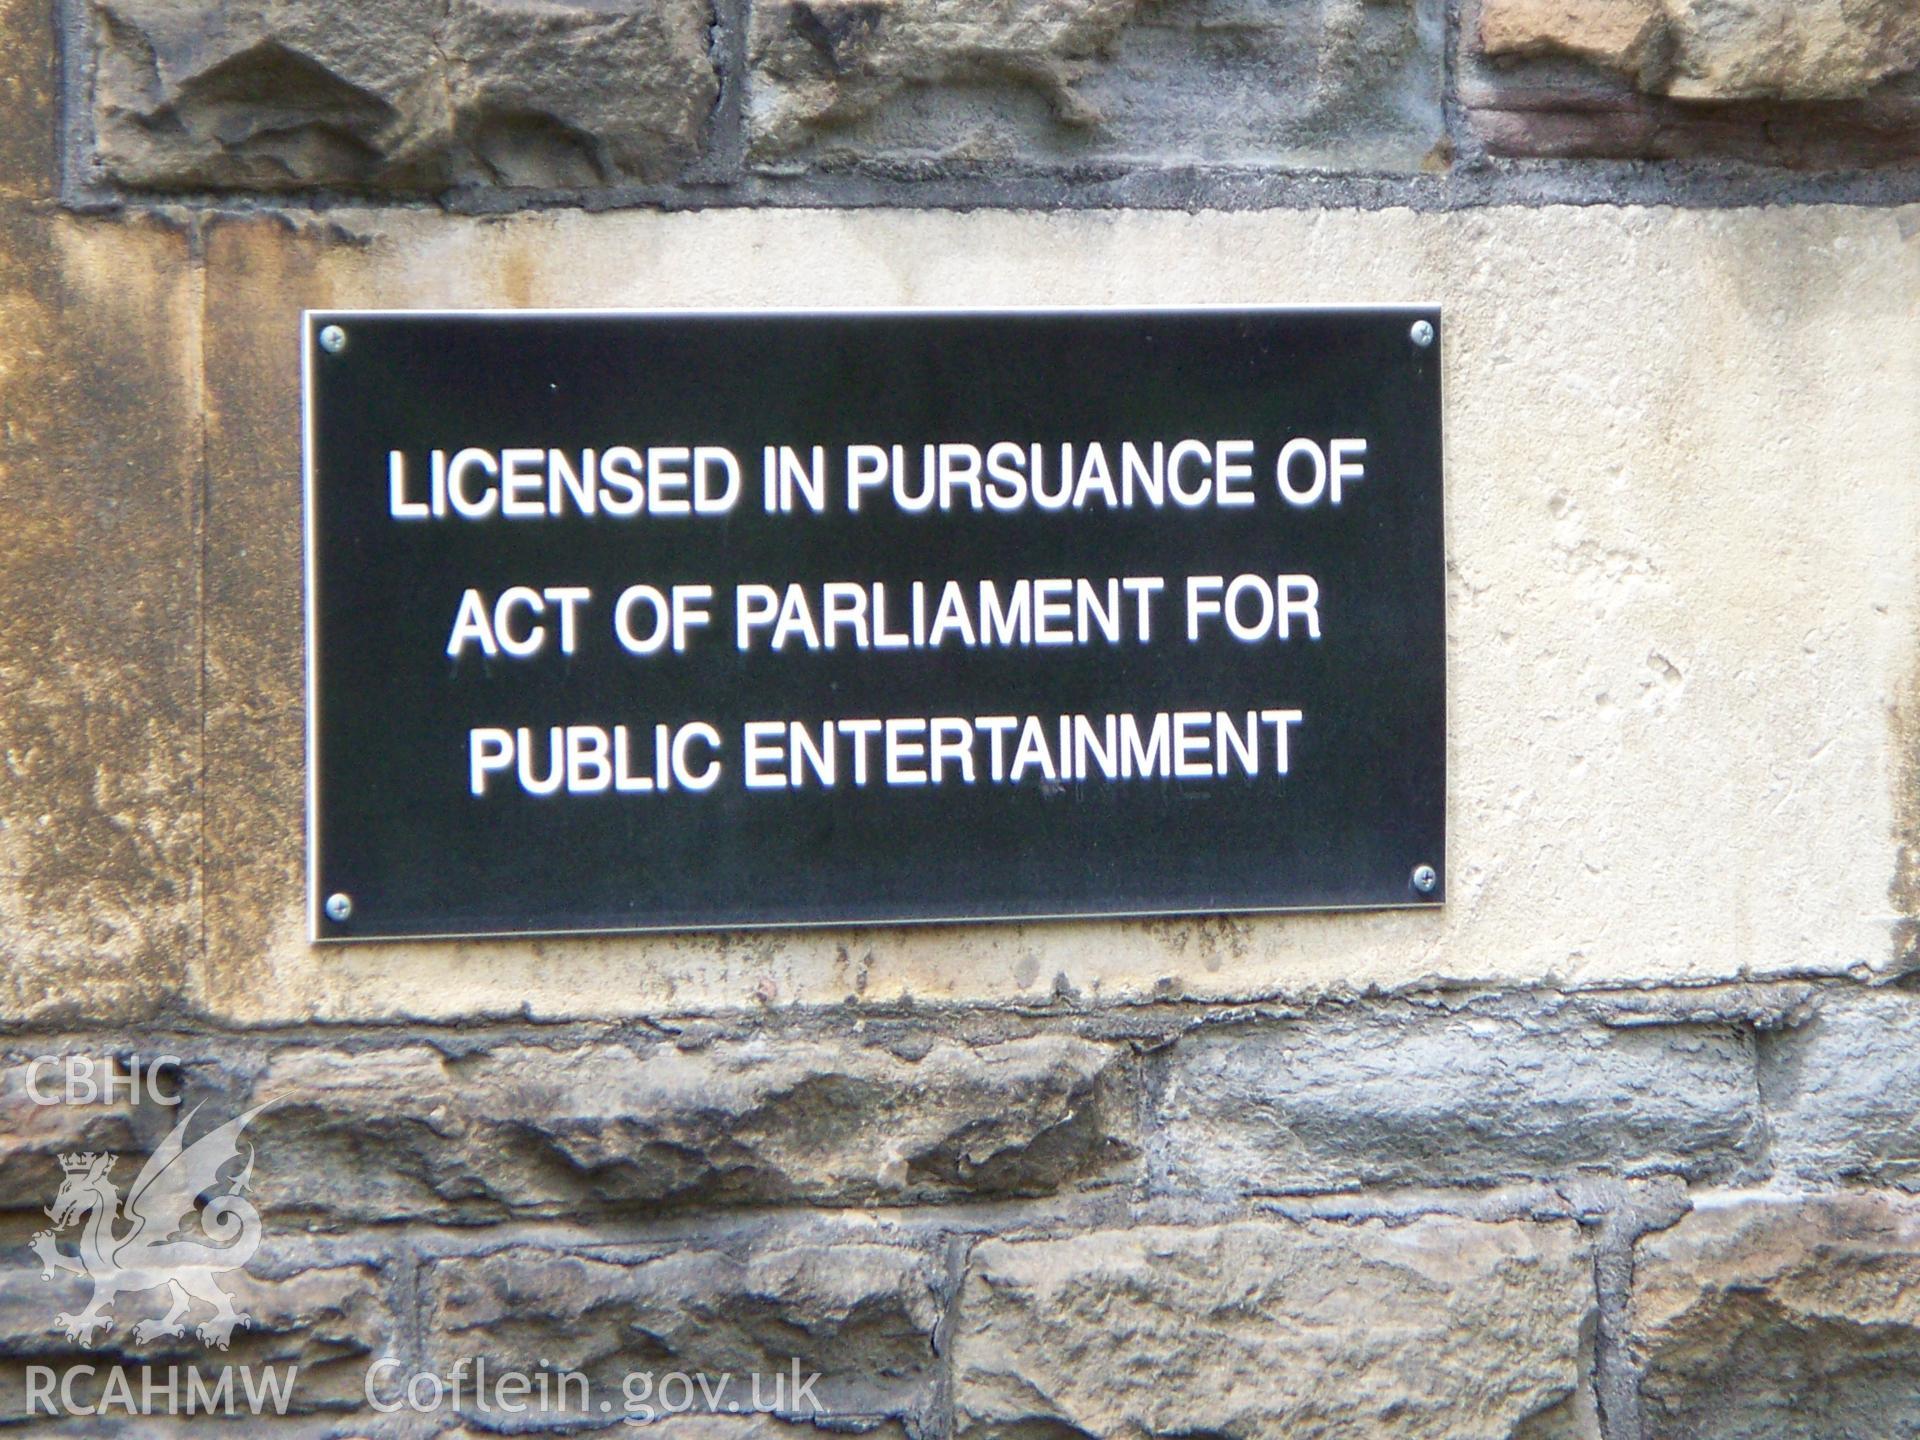 LICENSED IN PURSUANCE OF
ACT OF PARLIAMENT FOR
PUBLIC ENTERTAINMENT
CBHC
RCAHMW Coflein.gov.uk